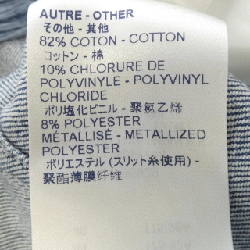 AUTRE - OTHER
その他 - 其他
82% COTON - COTTON
コットン - 棉
10% CHLORURE DE
POLYVINYLE - POLYVINYL
CHLORIDE
ポリ塩化ビニル - 聚氯乙烯
8% POLYESTER
MÉTALLISÉ - METALLIZED
POLYESTER
ポリエステル (スリット糸使用) -
聚酯薄膜纤维